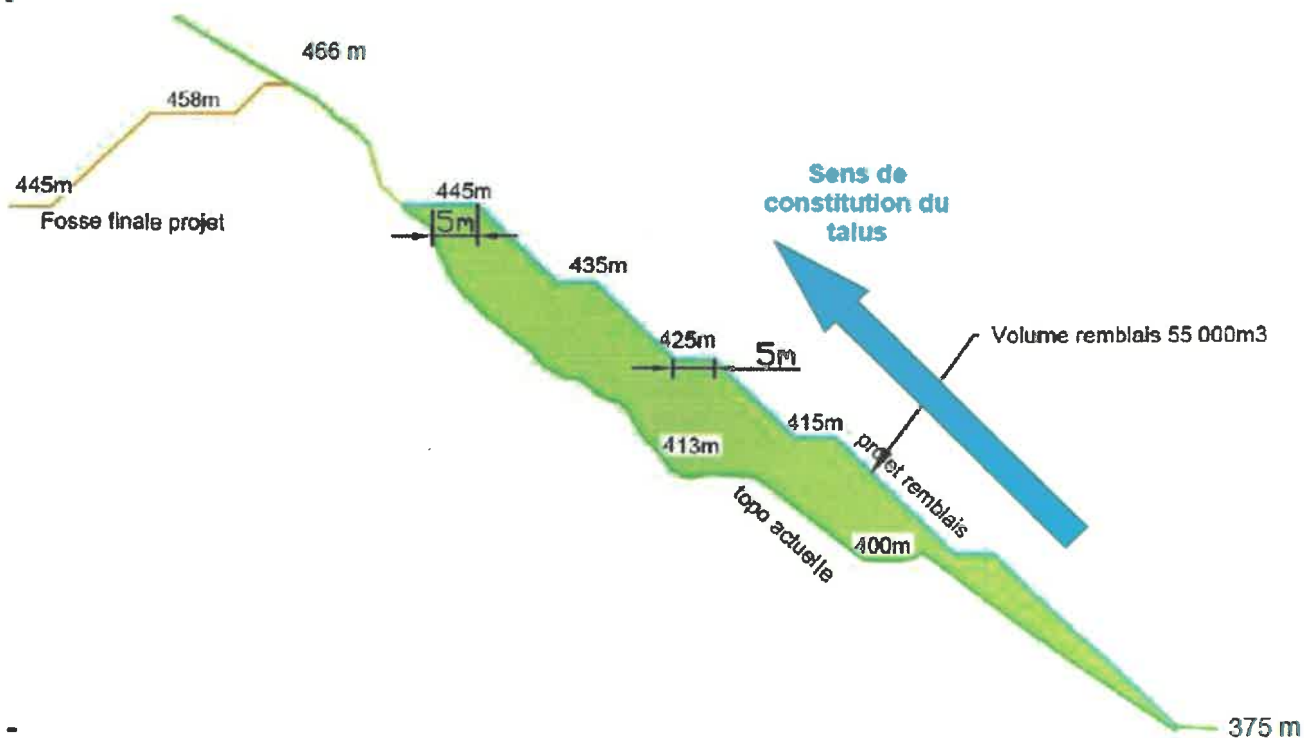 466 m
458m
445m
Fosse finale projet
445m
5m
435m
425m
5m
415m
413m
400m
topo actuelle
projet remblais
Sens de
constitution du
talus
Volume remblais 55 000m3
375 m